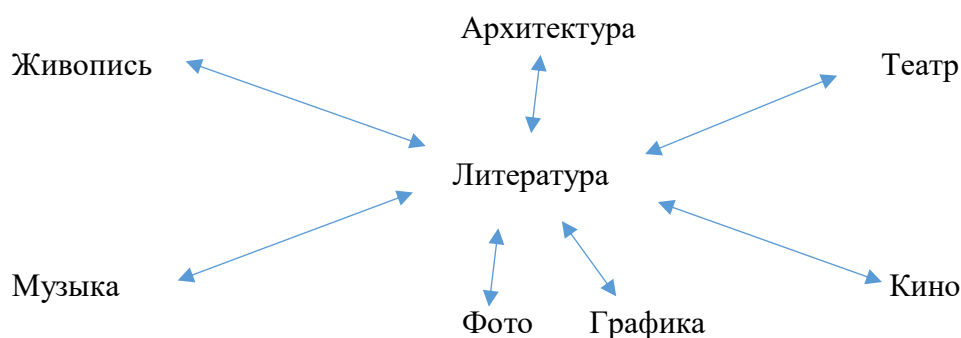 Архитектура
Живопись
Театр
Литература
Музыка
Кино
Фото
Графика